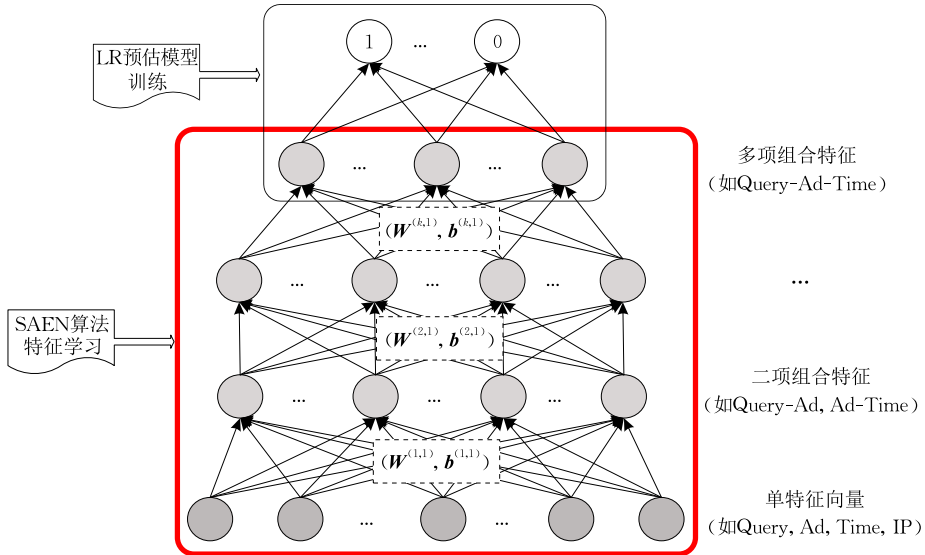 LR预估模型
训练
1 ... 0
... ...
多项组合特征
(如Query-Ad-Time)
(W^(k,1), b^(k,1))
... ... ...
...
SAEN算法
特征学习
(W^(2,1), b^(2,1))
二项组合特征
(如Query-Ad, Ad-Time)
... ... ...
(W^(1,1), b^(1,1))
单特征向量
(如Query, Ad, Time, IP)
... ...